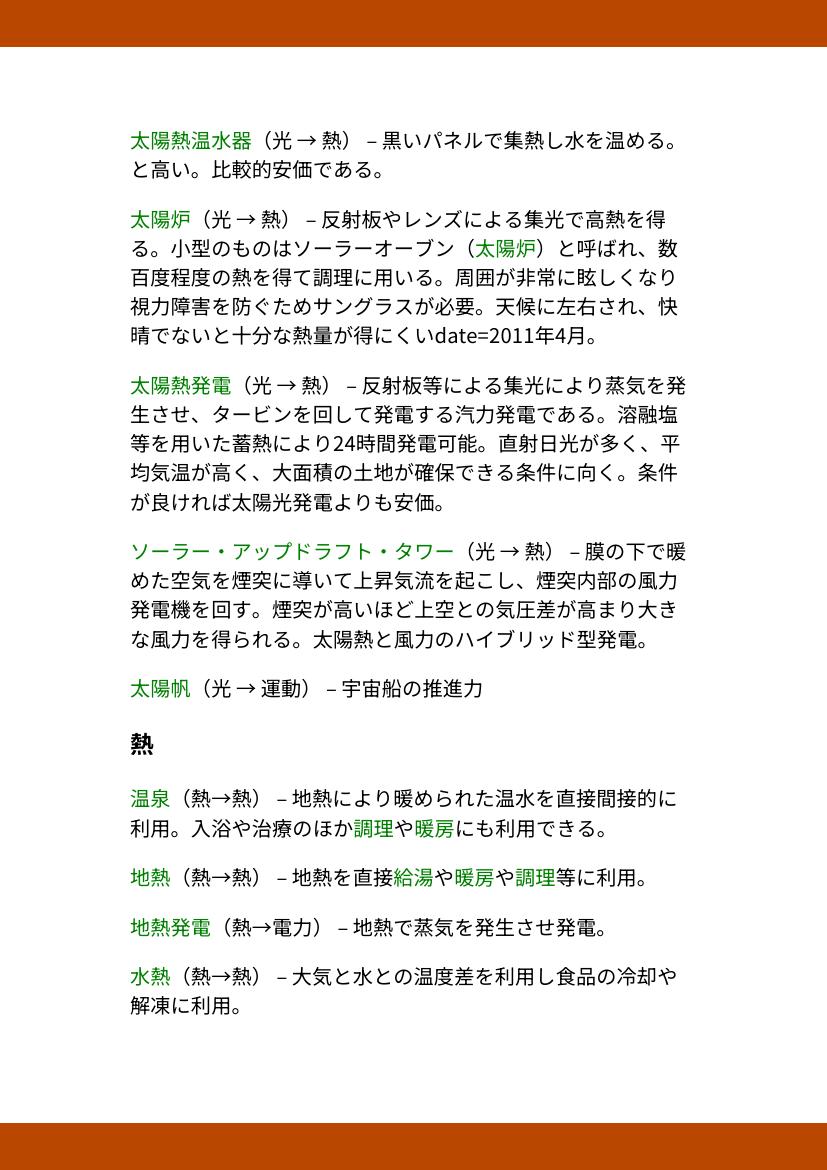 太陽熱温水器（光 → 熱） – 黒いパネルで集熱し水を温める。
と高い。比較的安価である。
太陽炉（光 → 熱） – 反射板やレンズによる集光で高熱を得
る。小型のものはソーラーオーブン（太陽炉）と呼ばれ、数
百度程度の熱を得て調理に用いる。周囲が非常に眩しくなり
視力障害を防ぐためサングラスが必要。天候に左右され、快
晴でないと十分な熱量が得にくいdate=2011年4月。
太陽熱発電（光 → 熱） – 反射板等による集光により蒸気を発
生させ、タービンを回して発電する汽力発電である。溶融塩
等を用いた蓄熱により24時間発電可能。直射日光が多く、平
均気温が高く、大面積の土地が確保できる条件に向く。条件
が良ければ太陽光発電よりも安価。
ソーラー・アップドラフト・タワー（光 → 熱） – 膜の下で暖
めた空気を煙突に導いて上昇気流を起こし、煙突内部の風力
発電機を回す。煙突が高いほど上空との気圧差が高まり大き
な風力を得られる。太陽熱と風力のハイブリッド型発電。
太陽帆（光 → 運動） – 宇宙船の推進力
熱
温泉（熱→熱） – 地熱により暖められた温水を直接間接的に
利用。入浴や治療のほか調理や暖房にも利用できる。
地熱（熱→熱） – 地熱を直接給湯や暖房や調理等に利用。
地熱発電（熱→電力） – 地熱で蒸気を発生させ発電。
水熱（熱→熱） – 大気と水との温度差を利用し食品の冷却や
解凍に利用。